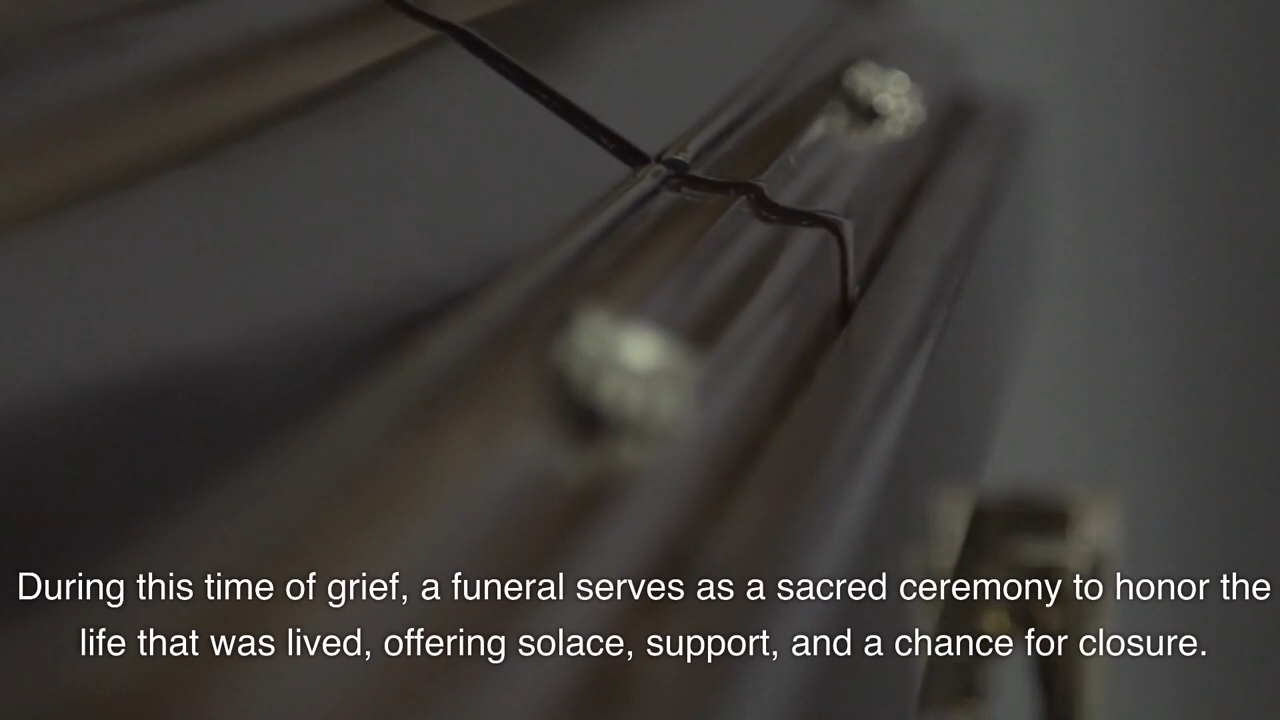 During this time of grief, a funeral serves as a sacred ceremony to honor the
life that was lived, offering solace, support, and a chance for closure.